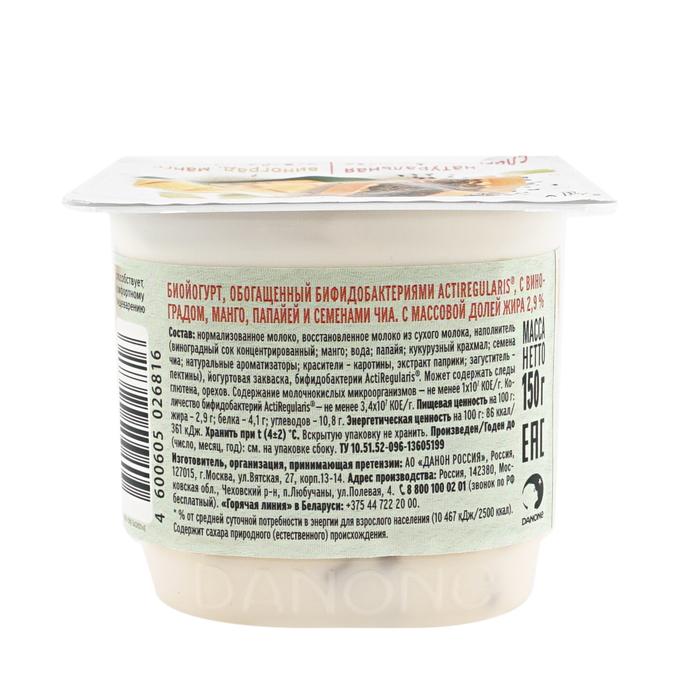 натуральная | виноград, манго
БИОЙОГУРТ, ОБОГАЩЕННЫЙ БИФИДОБАКТЕРИЯМИ ACTIREGULARIS®, С ВИНО-
ГРАДОМ, МАНГО, ПАПАЙЕЙ И СЕМЕНАМИ ЧИА. С МАССОВОЙ ДОЛЕЙ ЖИРА 2,9 %
Состав: нормализованное молоко, восстановленное молоко из сухого молока, наполнитель
(виноградный сок концентрированный; манго; вода; папайя; кукурузный крахмал; семена
чиа; натуральные ароматизаторы; красители - каротины, экстракт паприки; загуститель -
пектины), йогуртовая закваска, бифидобактерии ActiRegularis®. Может содержать следы
глютена, орехов. Содержание молочнокислых микроорганизмов — не менее 1х10⁷ КОЕ/г. Ко-
личество бифидобактерий ActiRegularis® — не менее 3,4х10⁷ КОЕ/г. Пищевая ценность на 100 г:
жира - 2,9 г; белка - 4,1 г; углеводов - 10,8 г. Энергетическая ценность на 100 г: 86 ккал/
361 кДж. Хранить при t (4±2) °С. Вскрытую упаковку не хранить. Произведен/Годен до
(число, месяц, год): см. на упаковке сбоку. ТУ 10.51.52-096-13605199
Изготовитель, организация, принимающая претензии: АО «ДАНОН РОССИЯ», Россия,
127015, г.Москва, ул.Вятская, 27, корп.13-14. Адрес производства: Россия, 142380, Мос-
ковская обл., Чеховский р-н, п.Любучаны, ул.Полевая, 4. 8 800 100 02 01 (звонок по РФ
бесплатный). «Горячая линия» в Беларуси: +375 44 722 20 00.
* % от средней суточной потребности в энергии для взрослого населения (10 467 кДж/2500 ккал).
Содержит сахара природного (естественного) происхождения.
МАССА
НЕТТО
150 г
EAC
DANONE
4 600605 026816
DANONE